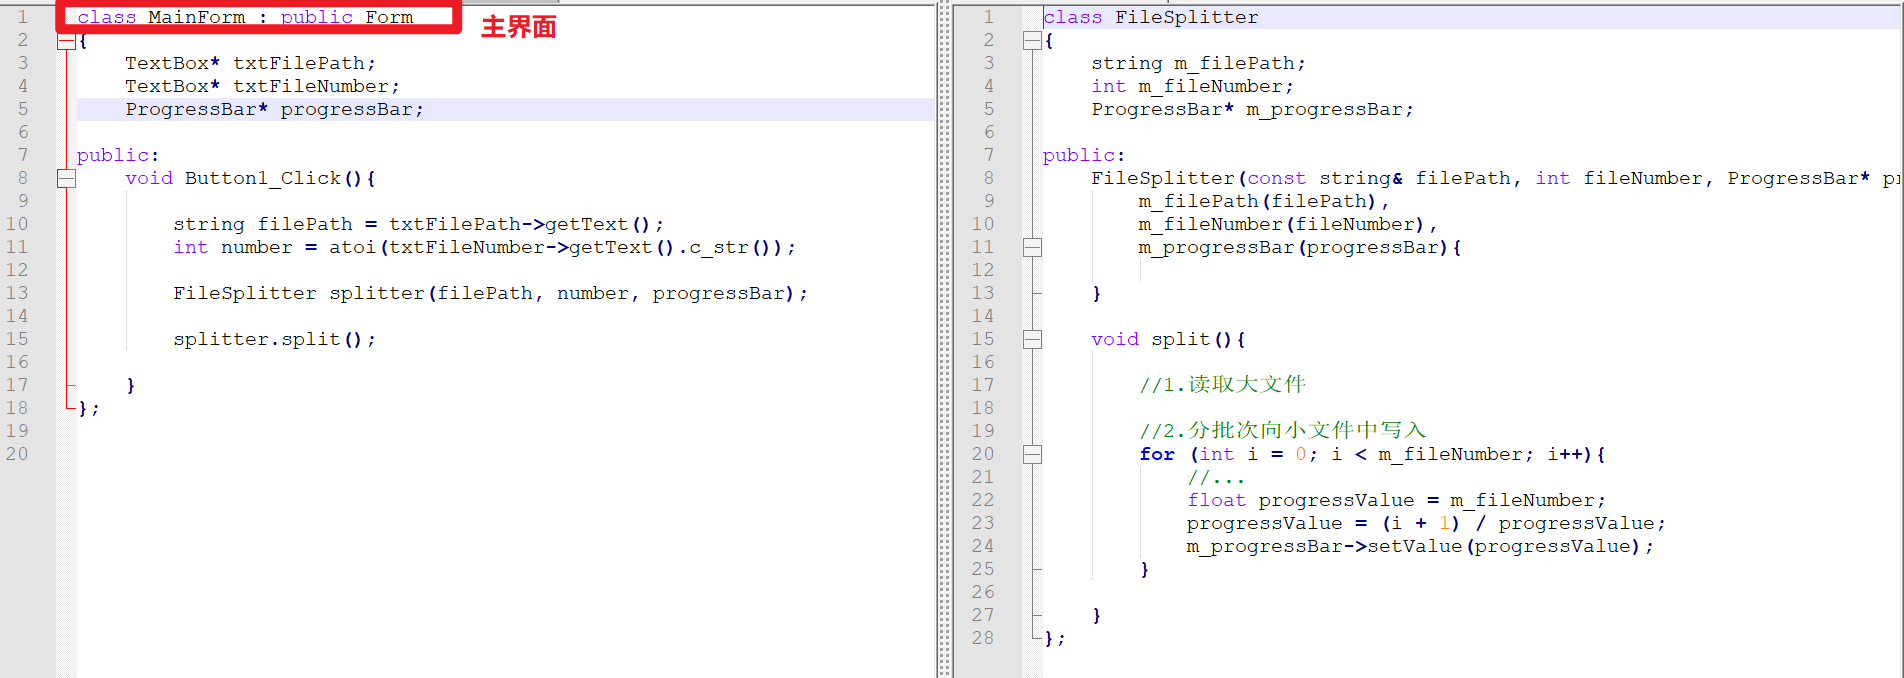 1 class MainForm : public Form
主界面
2 {
3 TextBox* txtFilePath;
4 TextBox* txtFileNumber;
5 ProgressBar* progressBar;
6
7 public:
8 void Button1_Click(){
9
10 string filePath = txtFilePath->getText();
11 int number = atoi(txtFileNumber->getText().c_str());
12
13 FileSplitter splitter(filePath, number, progressBar);
14
15 splitter.split();
16
17 }
18 };
19
20
1 class FileSplitter
2 {
3 string m_filePath;
4 int m_fileNumber;
5 ProgressBar* m_progressBar;
6
7 public:
8 FileSplitter(const string& filePath, int fileNumber, ProgressBar*
9 m_filePath(filePath),
10 m_fileNumber(fileNumber),
11 m_progressBar(progressBar){
12
13 }
14
15 void split(){
16
17 //1.读取大文件
18
19 //2.分批次向小文件中写入
20 for (int i = 0; i < m_fileNumber; i++){
21 //...
22 float progressValue = m_fileNumber;
23 progressValue = (i + 1) / progressValue;
24 m_progressBar->setValue(progressValue);
25 }
26
27 }
28 };